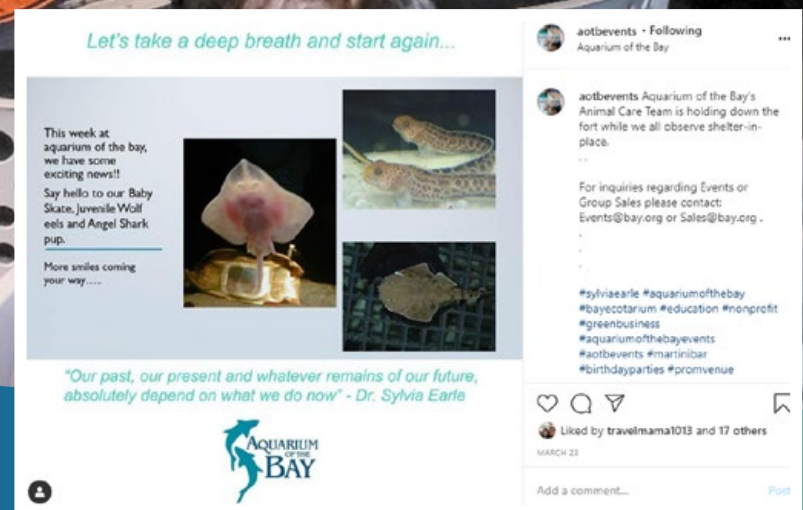 Let's take a deep breath and start again...
This week at
aquarium of the bay,
we have some
exciting news!!
Say hello to our Baby
Skate, Juvenile Wolf
eels and Angel Shark
pup.
More smiles coming
your way.....
"Our past, our present and whatever remains of our future,
absolutely depend on what we do now" - Dr. Sylvia Earle
AQUARIUM
OF THE
BAY
aotbevents • Following
Aquarium of the Bay
...
aotbevents Aquarium of the Bay's
Animal Care Team is holding down the
fort while we all observe shelter-in-
place.
. .
For inquiries regarding Events or
Group Sales please contact:
Events@bay.org or Sales@bay.org .
.
.
.
#sylviaearle #aquariumofthebay
#bayecotarium #education #nonprofit
#greenbusiness
#aquariumofthebayevents
#aotbevents #martinibar
#birthdayparties #promvenue
Liked by travelmama1013 and 17 others
MARCH 23
Add a comment...
Post